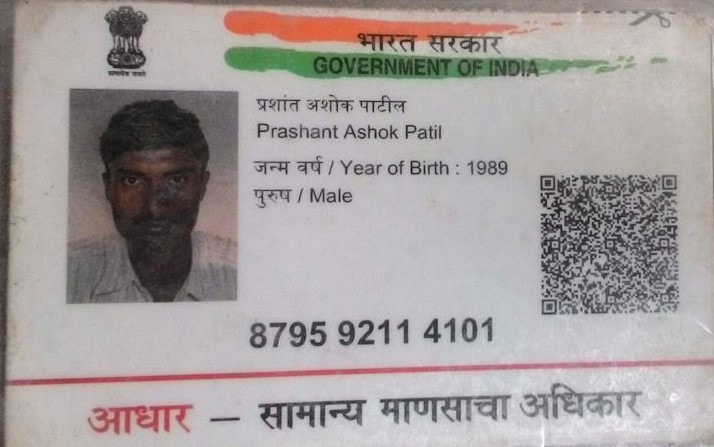 भारत सरकार
GOVERNMENT OF INDIA
सत्यमेव जयते
प्रशांत अशोक पाटील
Prashant Ashok Patil
जन्म वर्ष / Year of Birth : 1989
पुरुष / Male
8795 9211 4101
आधार — सामान्य माणसाचा अधिकार